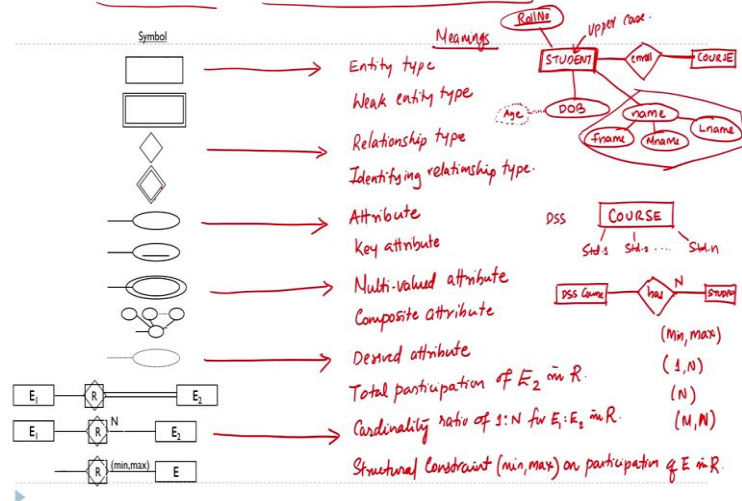 RollNo
Upper case.
Symbol
Meanings
STUDENT
enroll
COURSE
Entity type
Weak entity type
Age
DOB
name
Fname
Mname
Lname
Relationship type
Identifying relationship type.
Attribute
DSS
COURSE
Key attribute
Std.1 Std.2 .... Std.n
Multi-valued attribute
DSS Course
has
N
Composite attribute
(Min, max)
Derived attribute
(1,N)
E1
R
E2
Total participation of E2 in R.
(N)
E1
R
N
E2
Cardinality ratio of 1:N for E1:E2 in R.
(M,N)
R
(min,max)
E
Structural Constraint (min, max) on participation of E in R.